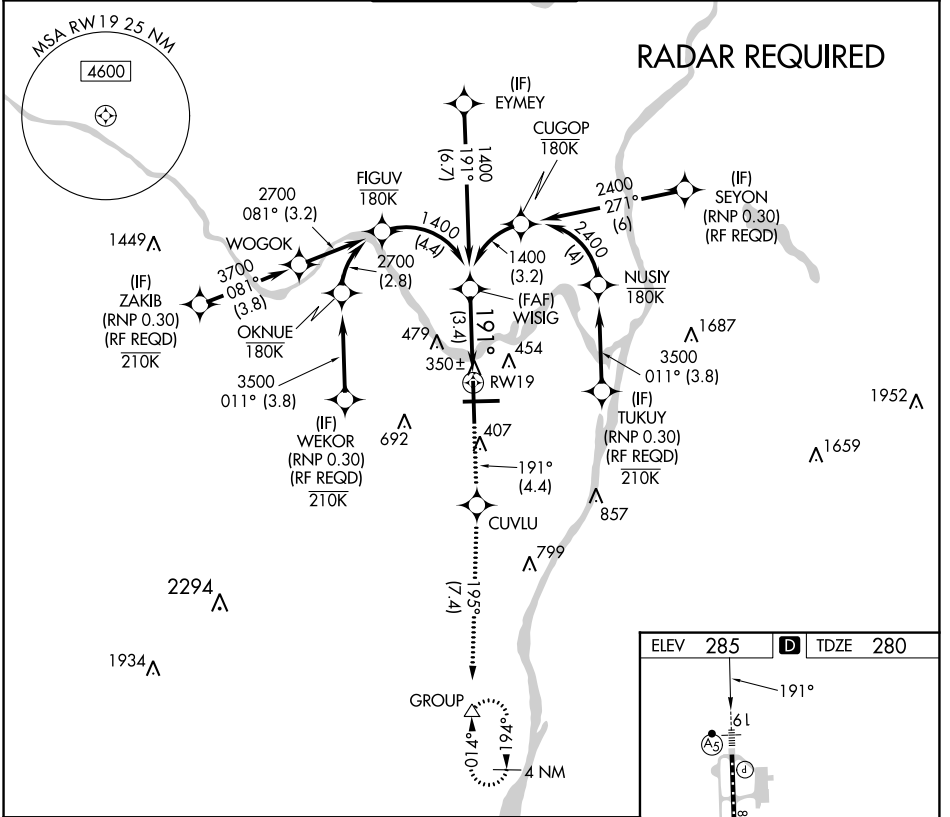 MSA RW19 25 NM
4600
RADAR REQUIRED
(IF)
EYMEY
1400
191°
(6.7)
CUGOP
180K
FIGUV
180K
2700
081° (3.2)
1400
(4.4)
2400
271°
(6)
(IF)
SEYON
(RNP 0.30)
(RF REQD)
1449
WOGOK
3700
081°
(3.8)
2700
(2.8)
1400
(3.2)
2400
(4)
NUSIY
180K
(IF)
ZAKIB
(RNP 0.30)
(RF REQD)
210K
OKNUE
180K
(FAF)
WISIG
191°
(3.4)
479
350±
454
RW19
1687
3500
011° (3.8)
3500
011° (3.8)
(IF)
WEKOR
(RNP 0.30)
(RF REQD)
210K
692
407
(IF)
TUKUY
(RNP 0.30)
(RF REQD)
210K
1952
1659
191°
(4.4)
CUVLU
857
799
195°
(7.4)
2294
1934
GROUP
014°
194°
4 NM
ELEV 285
D
TDZE 280
191°
19
A5
P
8